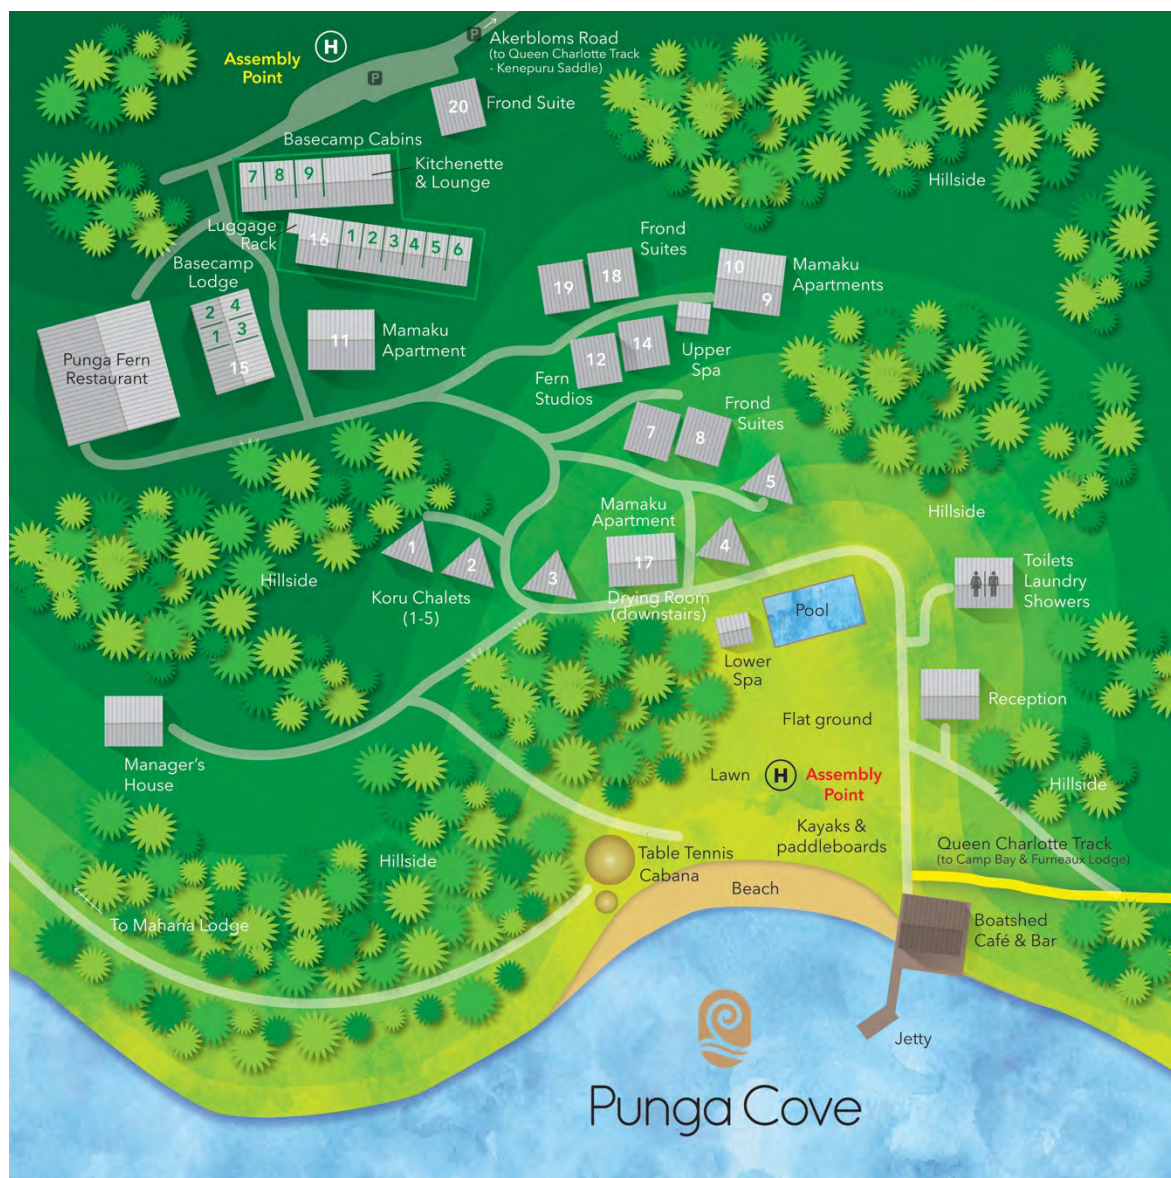 H
Assembly
Point
P
P
Akerbloms Road
(to Queen Charlotte Track
- Kenepuru Saddle)
20
Frond Suite
Basecamp Cabins
7
8
9
Kitchenette
& Lounge
Luggage
Rack
16
1
2
3
4
5
6
Hillside
Basecamp
Lodge
2
4
1
3
15
Punga Fern
Restaurant
11
Mamaku
Apartment
Frond
Suites
19
18
10
9
Mamaku
Apartments
12
14
Upper
Spa
Fern
Studios
Frond
Suites
7
8
5
Hillside
Mamaku
Apartment
17
4
Drying Room
(downstairs)
1
2
3
Koru Chalets
(1-5)
Hillside
Pool
Toilets
Laundry
Showers
Lower
Spa
Reception
Flat ground
Manager's
House
Lawn
H
Assembly
Point
Hillside
Kayaks &
paddleboards
Table Tennis
Cabana
Hillside
Beach
Queen Charlotte Track
(to Camp Bay & Furneaux Lodge)
To Mahana Lodge
Boatshed
Café & Bar
Jetty
Punga Cove